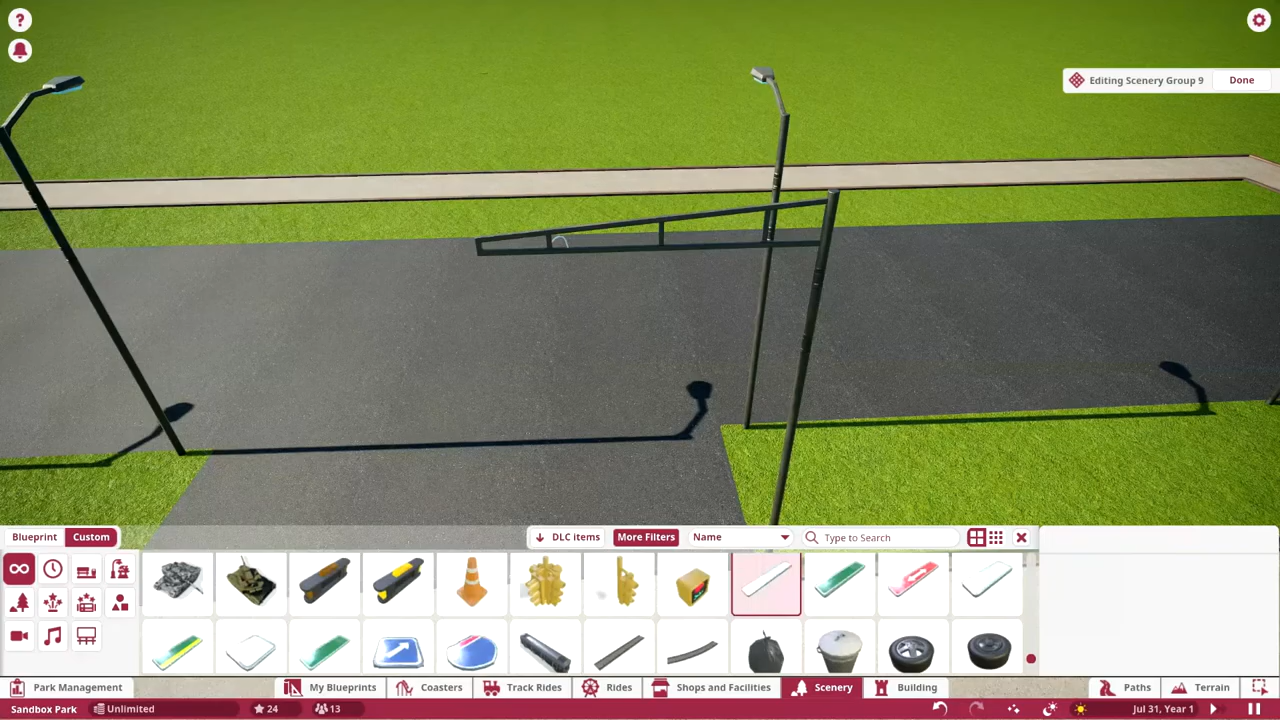 ?
Editing Scenery Group 9 Done
Blueprint Custom
DLC items More Filters Name Type to Search
Park Management My Blueprints Coasters Track Rides Rides Shops and Facilities Scenery Building Paths Terrain
Sandbox Park Unlimited 24 13 Jul 31, Year 1